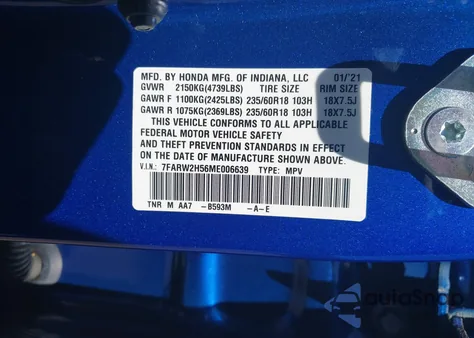 MFD. BY HONDA MFG. OF INDIANA, LLC 01/'21
GVWR 2150KG(4739LBS) TIRE SIZE RIM SIZE
GAWR F 1100KG(2425LBS) 235/60R18 103H 18X7.5J
GAWR R 1075KG(2369LBS) 235/60R18 103H 18X7.5J
THIS VEHICLE CONFORMS TO ALL APPLICABLE
FEDERAL MOTOR VEHICLE SAFETY
AND THEFT PREVENTION STANDARDS IN EFFECT
ON THE DATE OF MANUFACTURE SHOWN ABOVE.
V.I.N.: 7FARW2H56ME006639 TYPE: MPV
TNR M AA7 -B593M -A-E
autoSnap